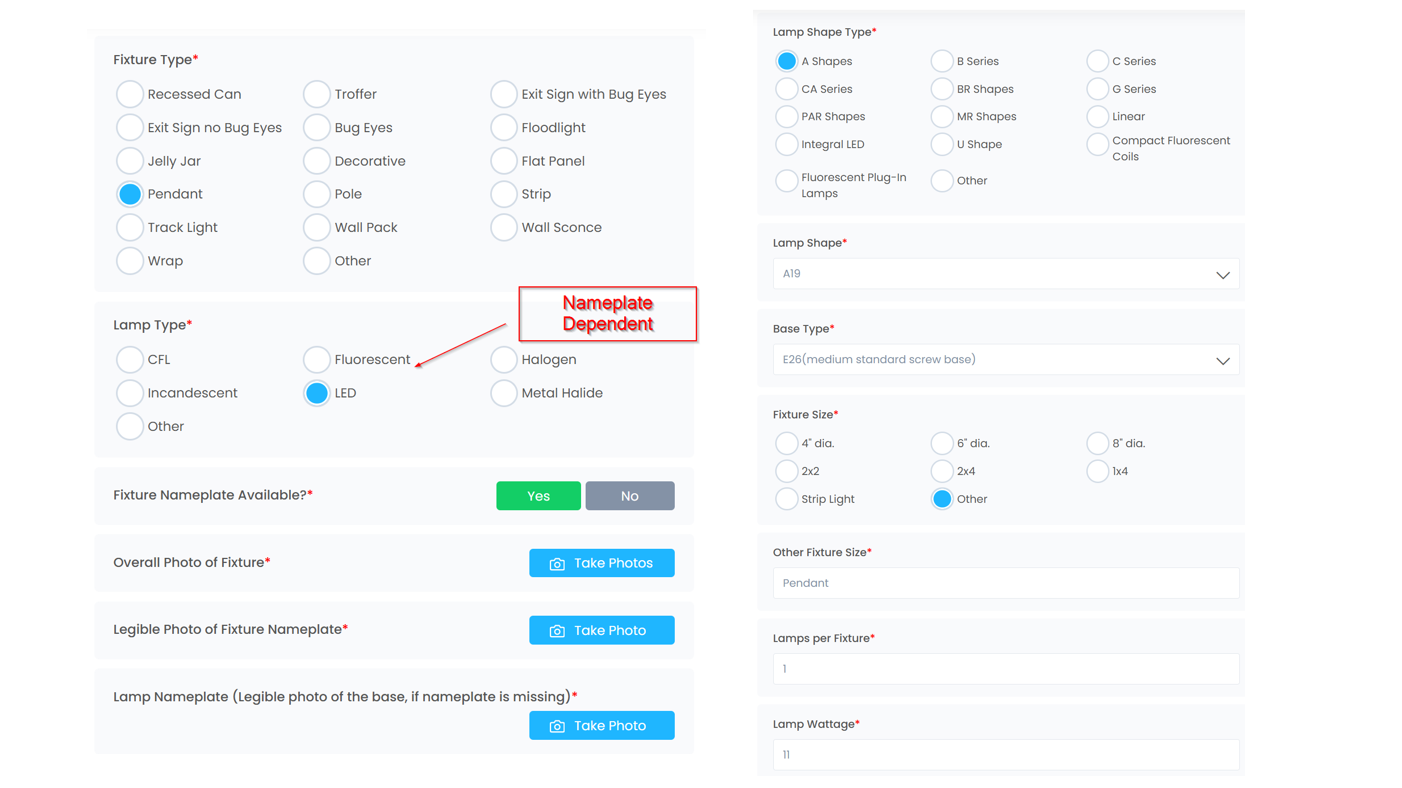 Fixture Type*
Recessed Can
Troffer
Exit Sign with Bug Eyes
Exit Sign no Bug Eyes
Bug Eyes
Floodlight
Jelly Jar
Decorative
Flat Panel
Pendant
Pole
Strip
Track Light
Wall Pack
Wall Sconce
Wrap
Other
Nameplate
Dependent
Lamp Type*
CFL
Fluorescent
Halogen
Incandescent
LED
Metal Halide
Other
Fixture Nameplate Available?*
Yes
No
Overall Photo of Fixture*
Take Photos
Legible Photo of Fixture Nameplate*
Take Photo
Lamp Nameplate (Legible photo of the base, if nameplate is missing)*
Take Photo
Lamp Shape Type*
A Shapes
B Series
C Series
CA Series
BR Shapes
G Series
PAR Shapes
MR Shapes
Linear
Integral LED
U Shape
Compact Fluorescent
Coils
Fluorescent Plug-In
Lamps
Other
Lamp Shape*
A19
Base Type*
E26(medium standard screw base)
Fixture Size*
4" dia.
6" dia.
8" dia.
2x2
2x4
1x4
Strip Light
Other
Other Fixture Size*
Pendant
Lamps per Fixture*
1
Lamp Wattage*
11